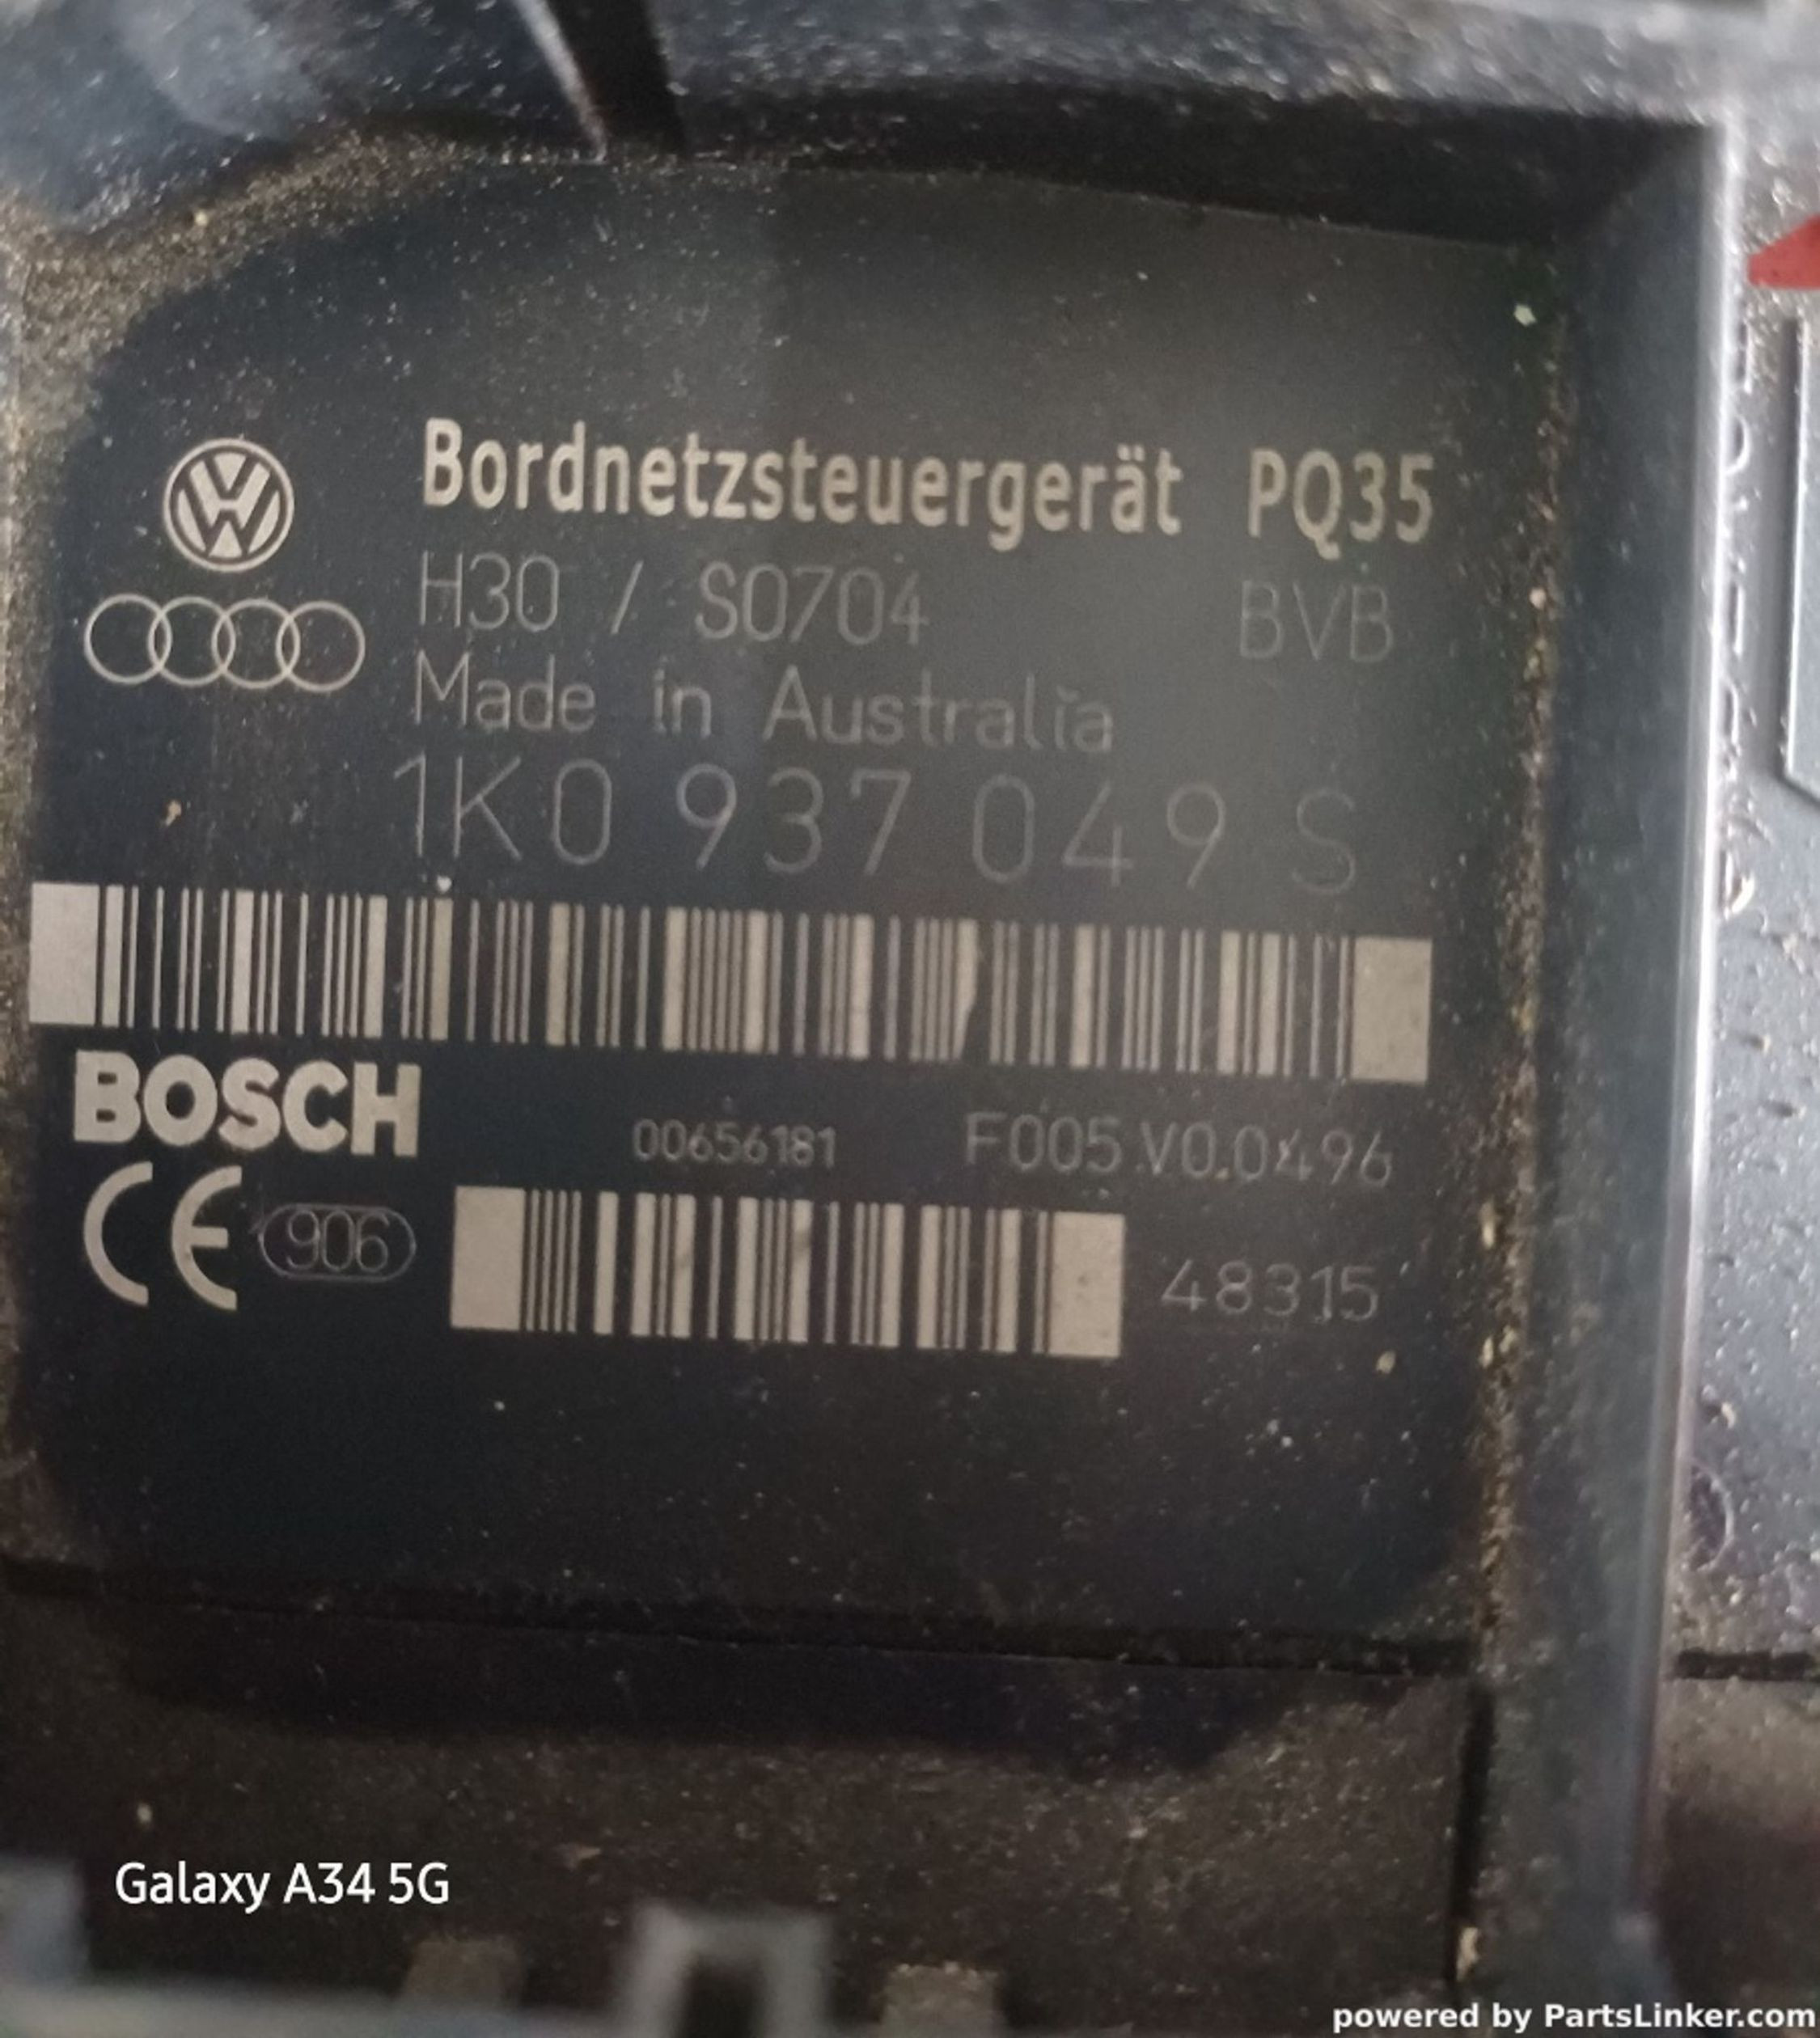 Bordnetzsteuergerät PQ35
H30 / S0704 BVB
Made in Australia
1K0 937 049 S
BOSCH
00656181 F005.V0.0496
CE 906
48315
Galaxy A34 5G
powered by PartsLinker.com